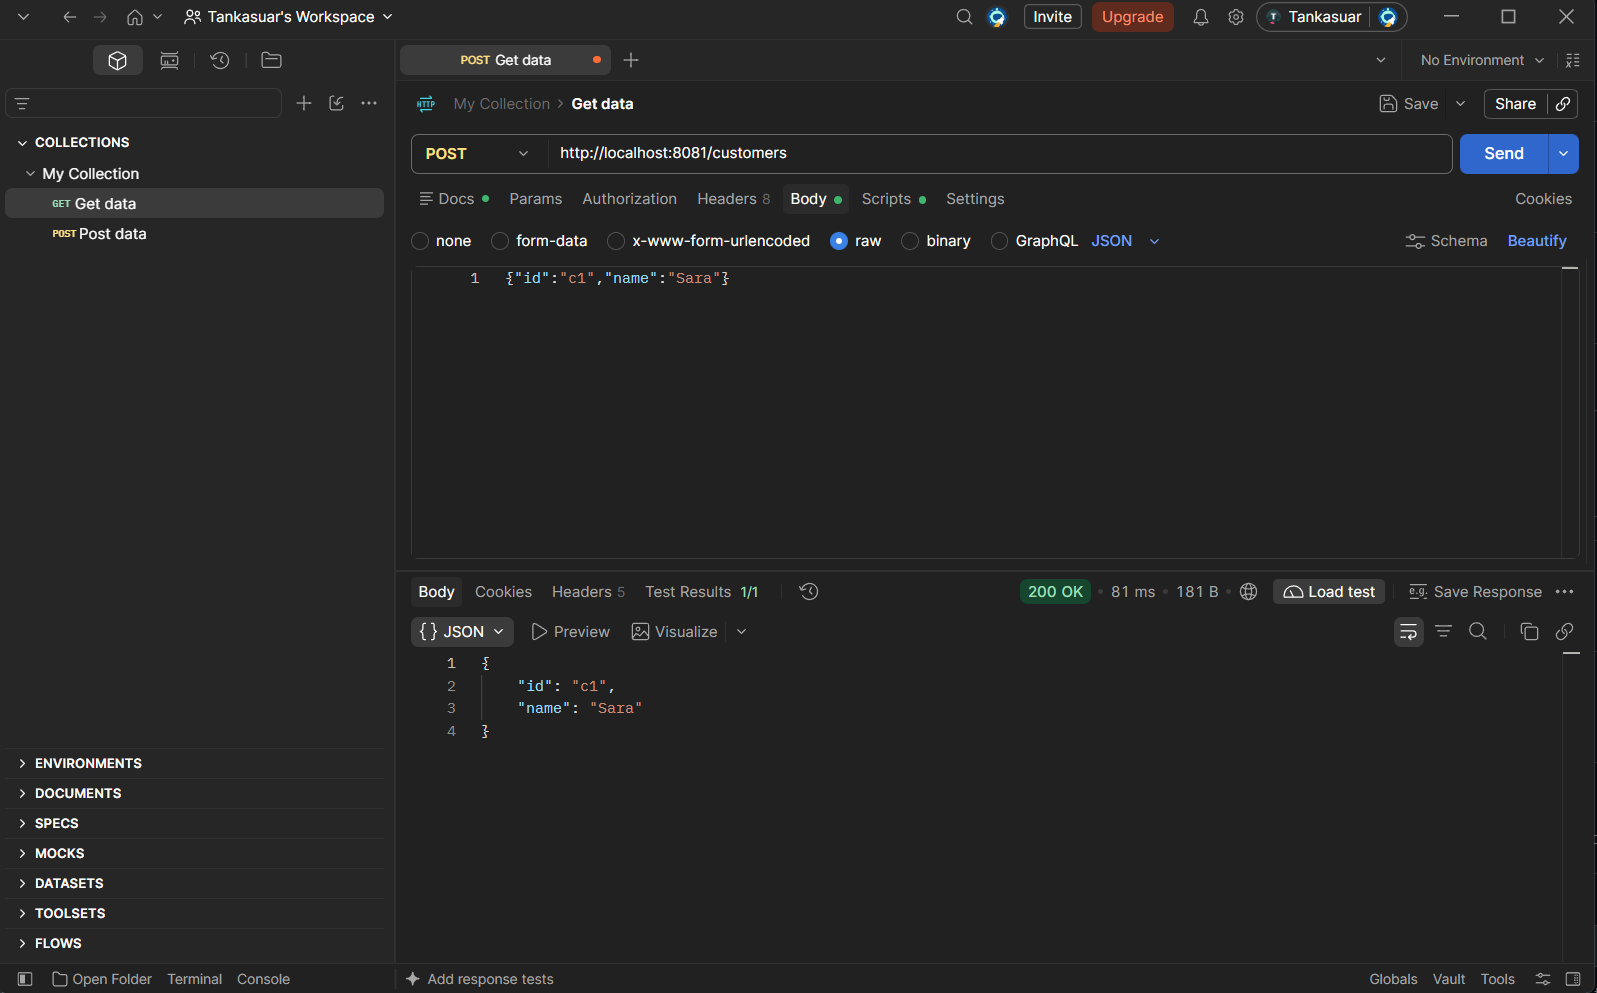 Tankasuar's Workspace
Invite
Upgrade
Tankasuar
POST Get data
No Environment
HTTP
My Collection > Get data
Save
Share
COLLECTIONS
My Collection
GET Get data
POST Post data
POST
http://localhost:8081/customers
Send
Docs
Params
Authorization
Headers 8
Body
Scripts
Settings
Cookies
none
form-data
x-www-form-urlencoded
raw
binary
GraphQL
JSON
Schema
Beautify
1 {"id":"c1","name":"Sara"}
Body
Cookies
Headers 5
Test Results 1/1
200 OK
81 ms
181 B
Load test
e.g. Save Response
{} JSON
Preview
Visualize
1 {
2 "id": "c1",
3 "name": "Sara"
4 }
ENVIRONMENTS
DOCUMENTS
SPECS
MOCKS
DATASETS
TOOLSETS
FLOWS
Open Folder
Terminal
Console
Add response tests
Globals
Vault
Tools